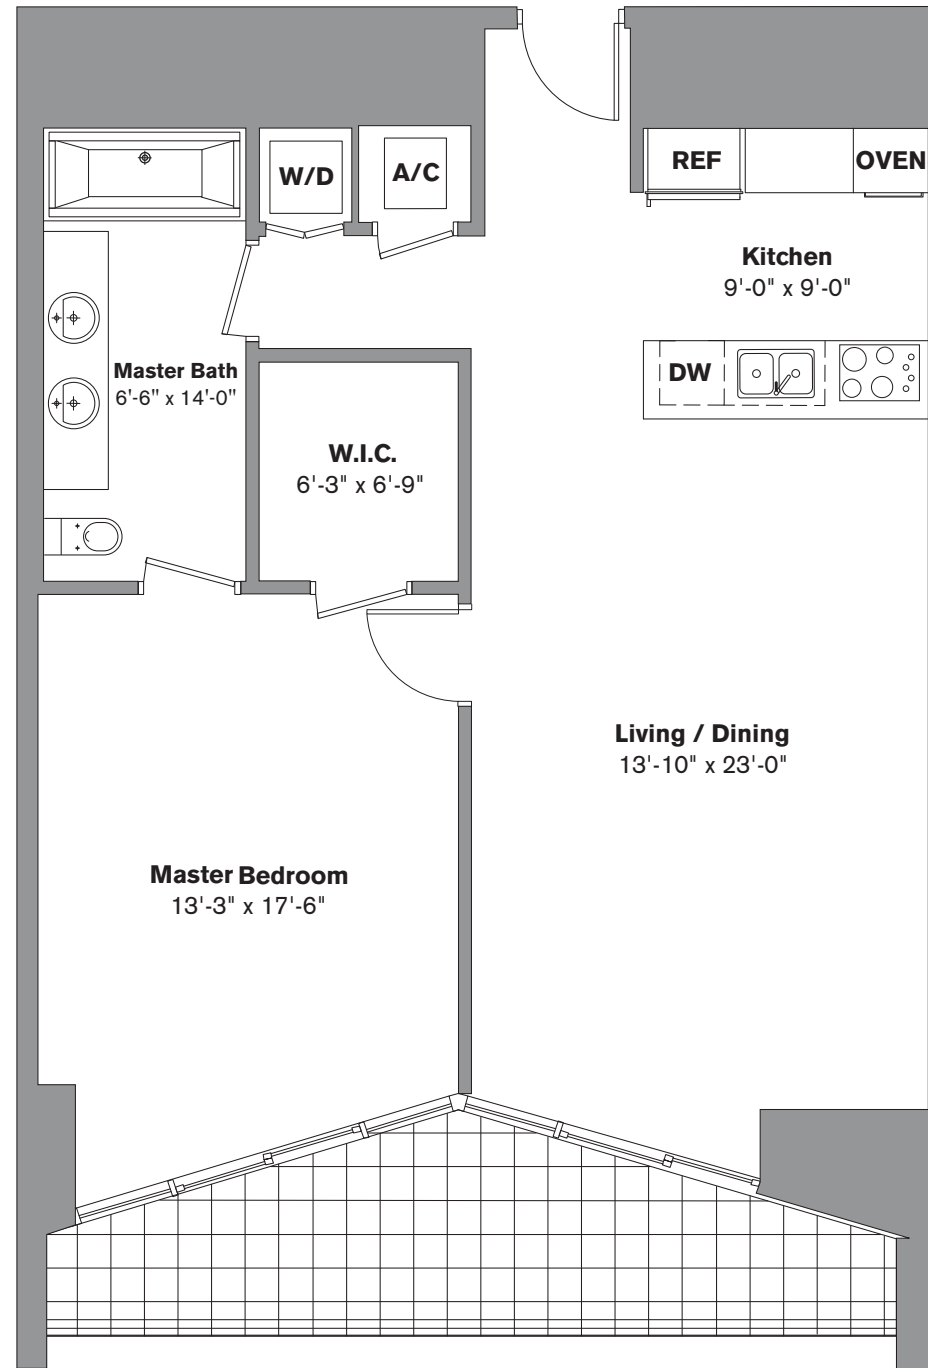 W/D
A/C
REF
OVEN
Kitchen
9'-0" x 9'-0"
DW
Master Bath
6'-6" x 14'-0"
W.I.C.
6'-3" x 6'-9"
Living / Dining
13'-10" x 23'-0"
Master Bedroom
13'-3" x 17'-6"